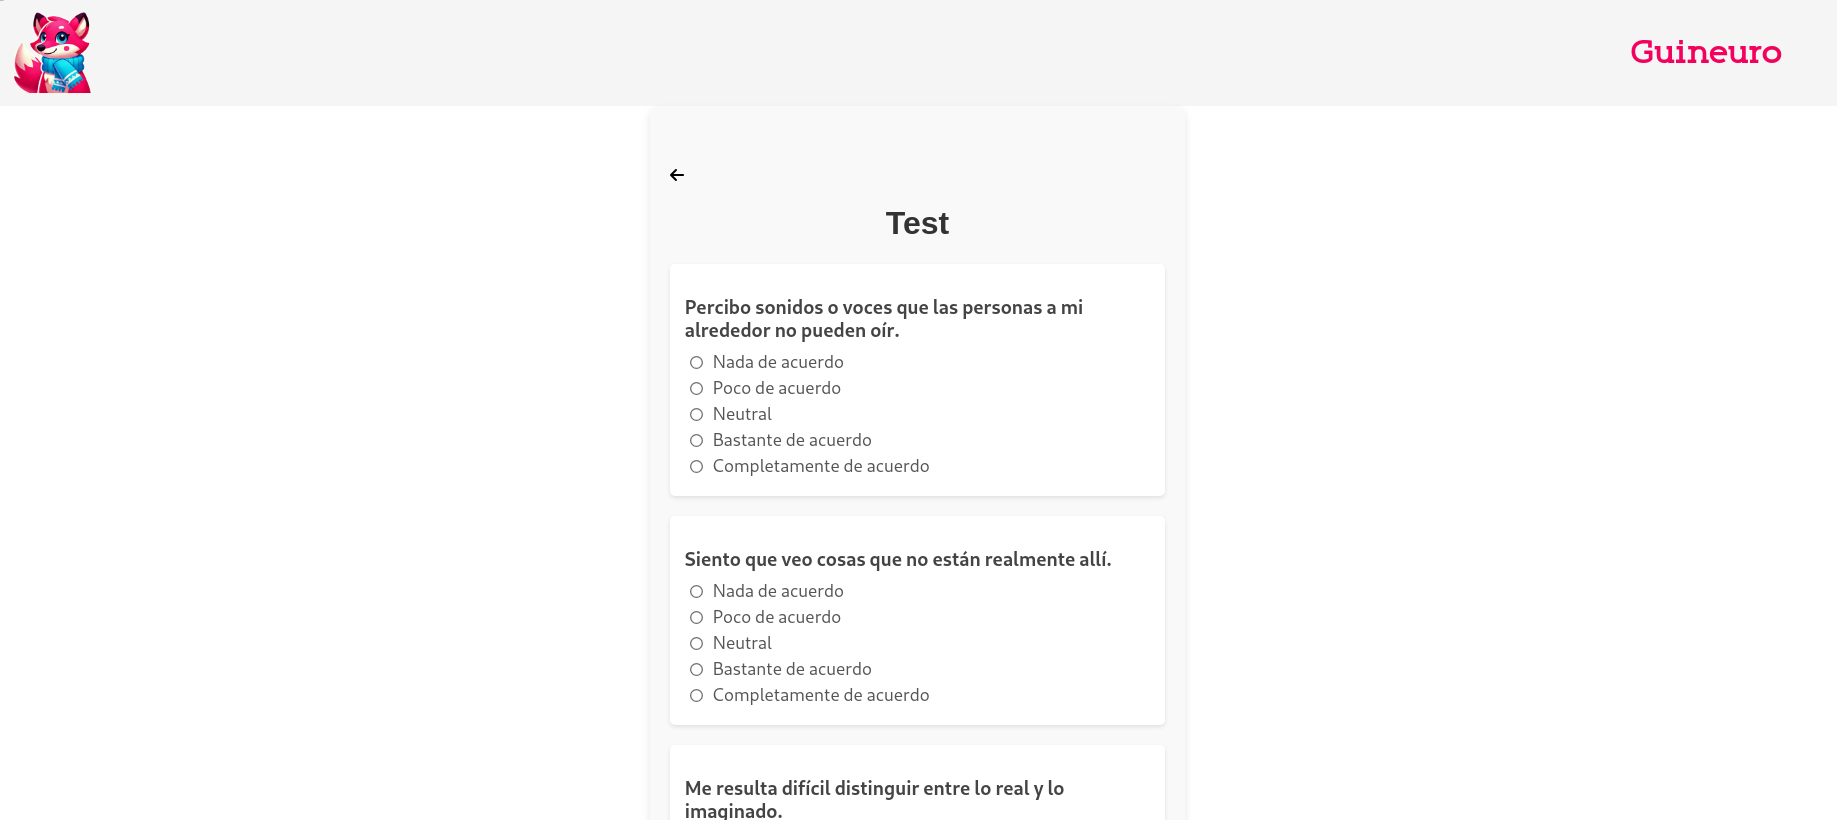 Guineuro
Test
Percibo sonidos o voces que las personas a mi
alrededor no pueden oír.
Nada de acuerdo
Poco de acuerdo
Neutral
Bastante de acuerdo
Completamente de acuerdo
Siento que veo cosas que no están realmente allí.
Nada de acuerdo
Poco de acuerdo
Neutral
Bastante de acuerdo
Completamente de acuerdo
Me resulta difícil distinguir entre lo real y lo
imaginado.